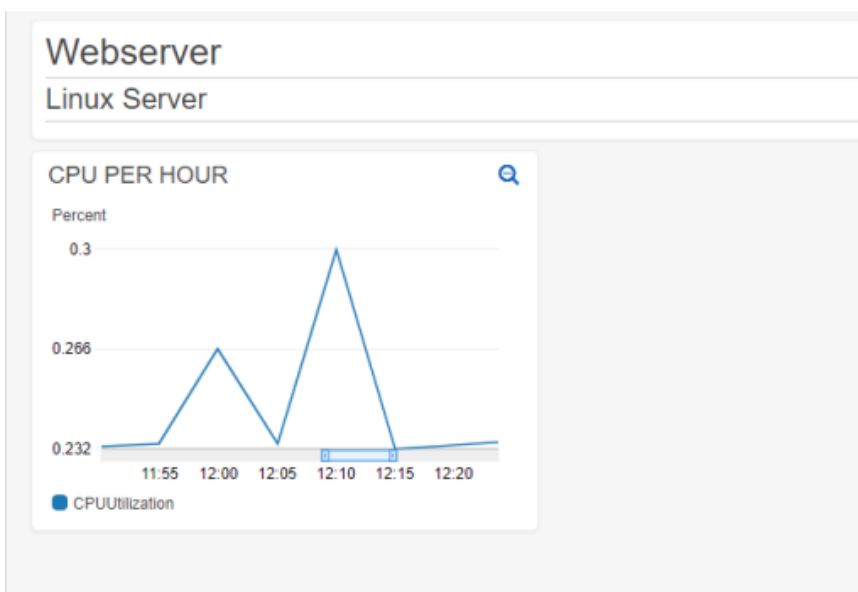 Webserver
Linux Server
CPU PER HOUR
Percent
0.3
0.266
0.232
11:55 12:00 12:05 12:10 12:15 12:20
CPUUtilization